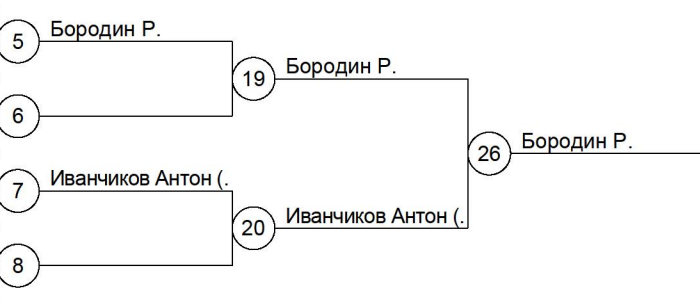 5 Бородин Р.
19 Бородин Р.
6
26 Бородин Р.
7 Иванчиков Антон (.
20 Иванчиков Антон (.
8